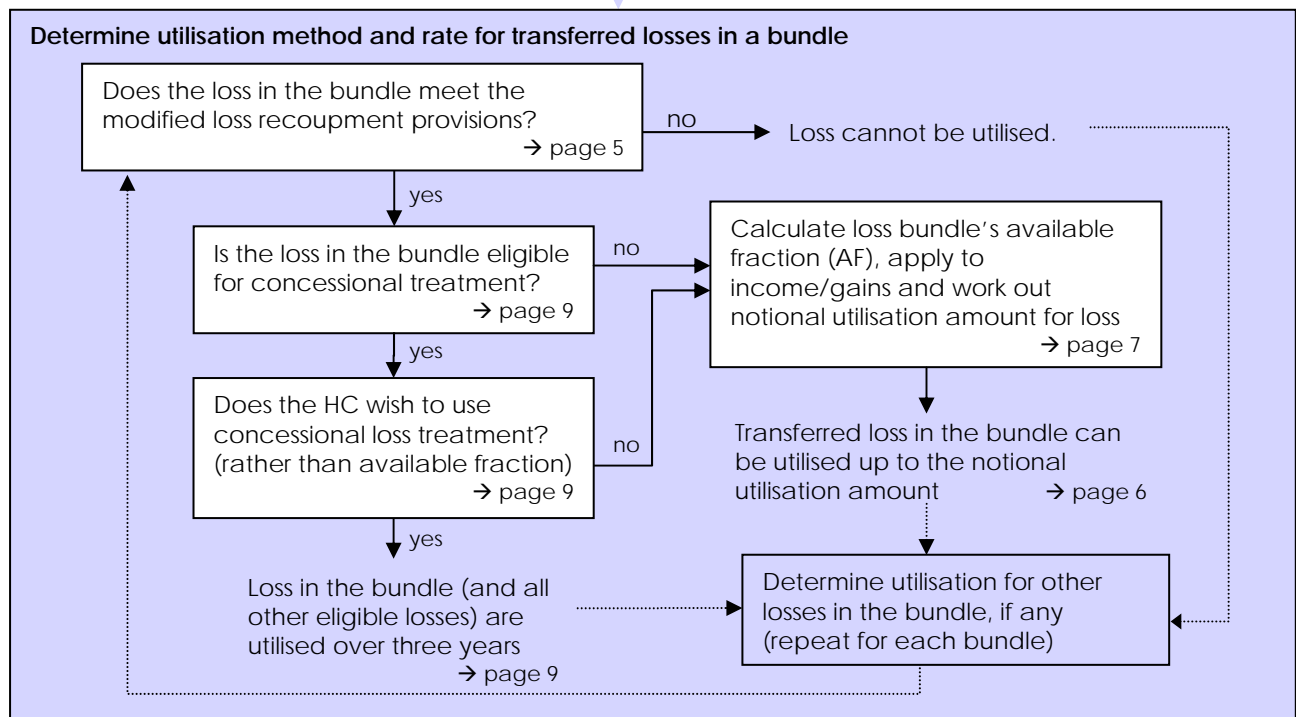 Determine utilisation method and rate for transferred losses in a bundle
Does the loss in the bundle meet the
modified loss recoupment provisions?
→ page 5
no
Loss cannot be utilised.
yes
Is the loss in the bundle eligible
for concessional treatment?
→ page 9
no
Calculate loss bundle's available
fraction (AF), apply to
income/gains and work out
notional utilisation amount for loss
→ page 7
yes
Does the HC wish to use
concessional loss treatment?
(rather than available fraction)
→ page 9
no
Transferred loss in the bundle can
be utilised up to the notional
utilisation amount → page 6
yes
Loss in the bundle (and all
other eligible losses) are
utilised over three years
→ page 9
Determine utilisation for other
losses in the bundle, if any
(repeat for each bundle)